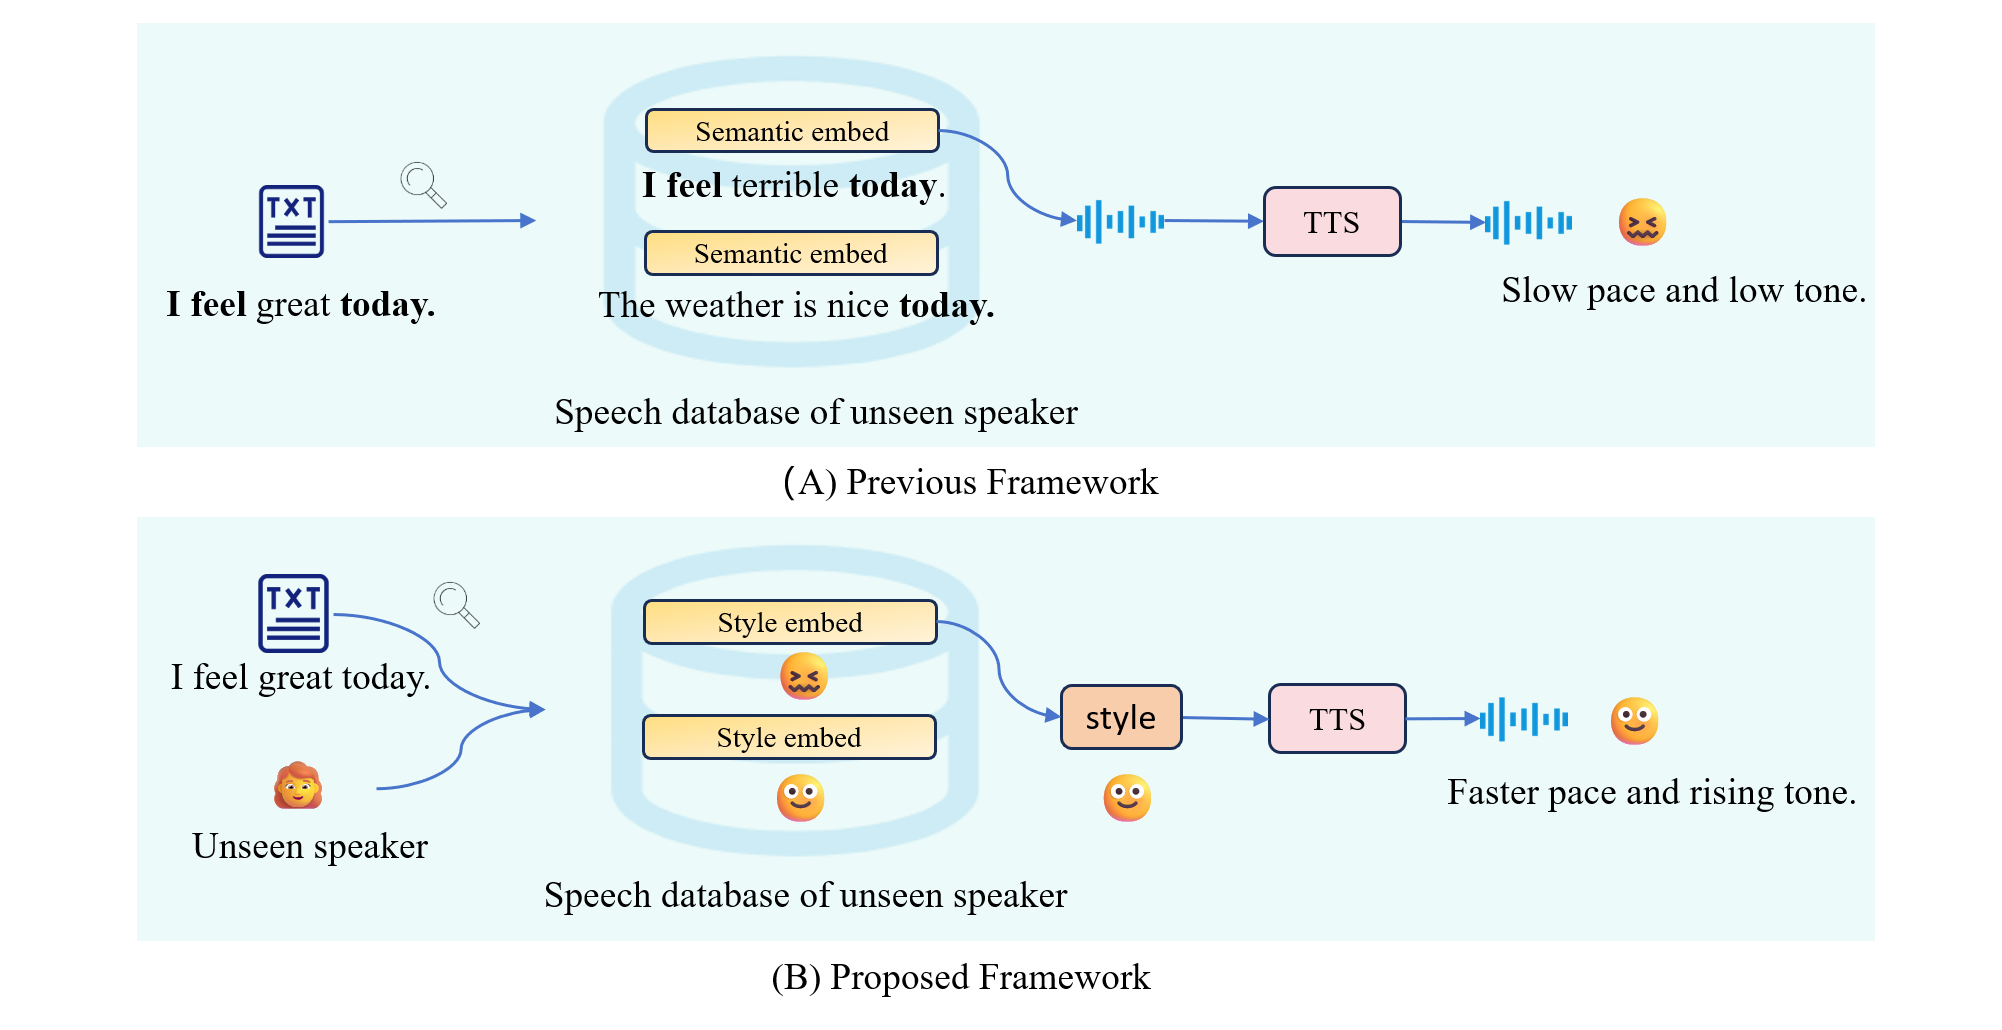 TXT
I feel great today.
Semantic embed
I feel terrible today.
Semantic embed
The weather is nice today.
Speech database of unseen speaker
TTS
Slow pace and low tone.
(A) Previous Framework
TXT
I feel great today.
Unseen speaker
Style embed
Style embed
Speech database of unseen speaker
style
TTS
Faster pace and rising tone.
(B) Proposed Framework